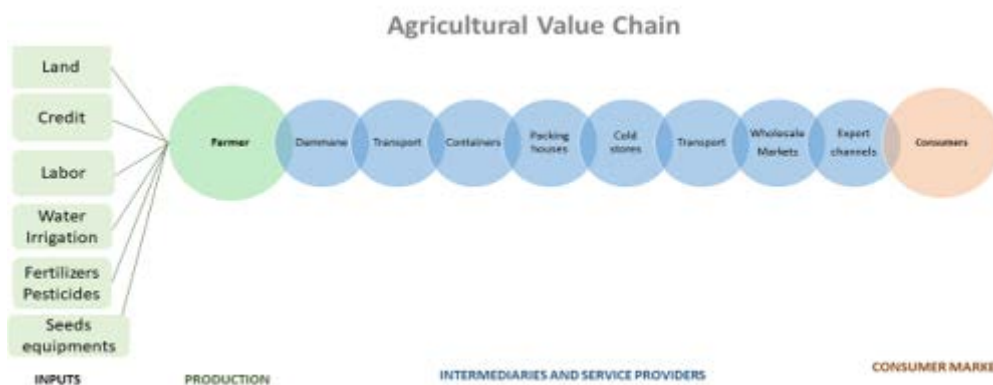 Agricultural Value Chain
Land
Credit
Labor
Water
Irrigation
Fertilizers
Pesticides
Seeds
equipments
Farmer
Dammane
Transport
Containers
Packing
houses
Cold
stores
Transport
Wholesale
Markets
Export
channels
Consumers
INPUTS
PRODUCTION
INTERMEDIARIES AND SERVICE PROVIDERS
CONSUMER MARKE